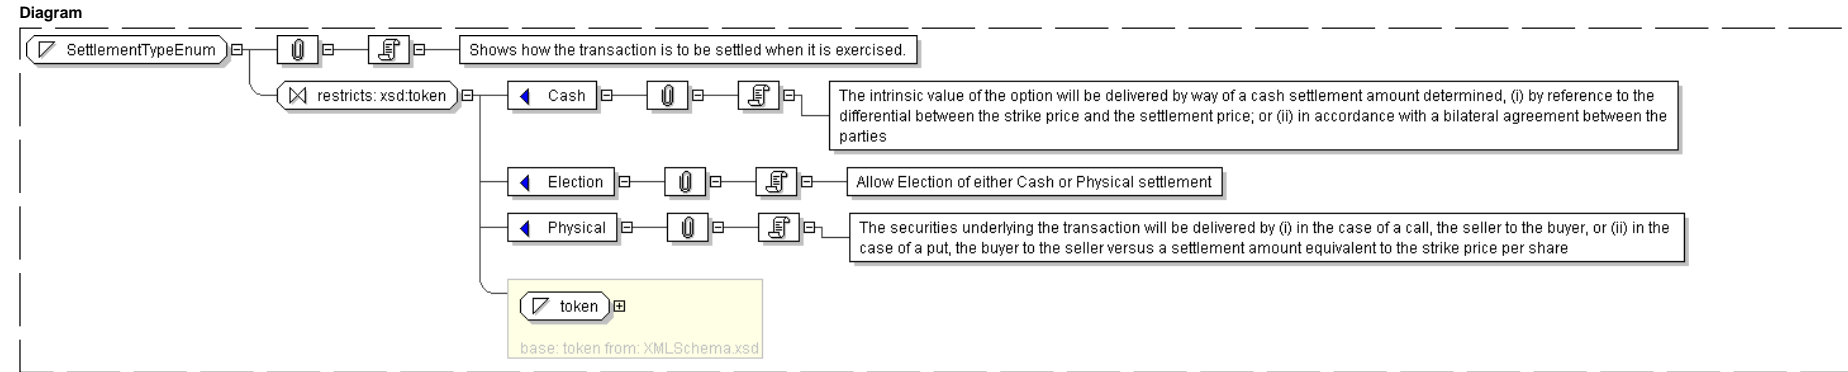 Diagram
SettlementTypeEnum
Shows how the transaction is to be settled when it is exercised.
restricts: xsd:token
Cash
The intrinsic value of the option will be delivered by way of a cash settlement amount determined, (i) by reference to the
differential between the strike price and the settlement price; or (ii) in accordance with a bilateral agreement between the
parties
Election
Allow Election of either Cash or Physical settlement
Physical
The securities underlying the transaction will be delivered by (i) in the case of a call, the seller to the buyer, or (ii) in the
case of a put, the buyer to the seller versus a settlement amount equivalent to the strike price per share
token
base: token from: XMLSchema.xsd